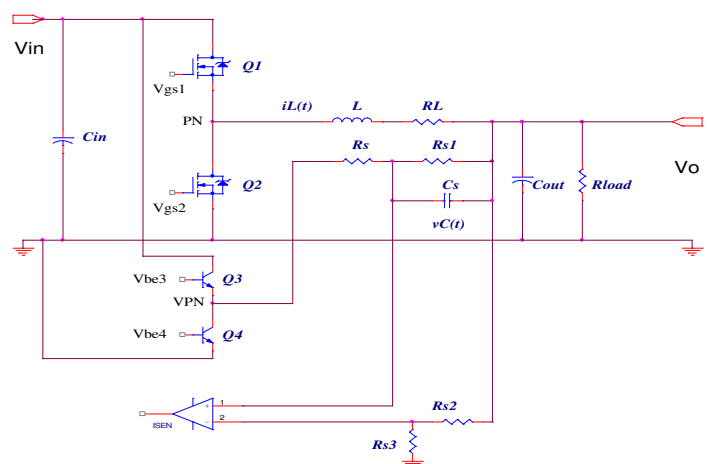 Vin
Q1
Vgs1
iL(t)
L
RL
PN
Cin
Rs
Rs1
Vo
Q2
Cs
Cout
Rload
Vgs2
vC(t)
Vbe3
Q3
VPN
Vbe4
Q4
1
+
ISEN
2
-
Rs2
Rs3